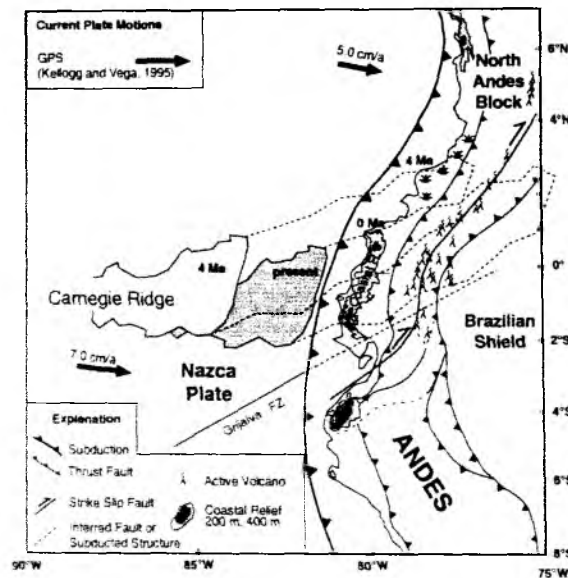 Current Plate Motions
GPS
(Kellogg and Vega, 1995)
5.0 cm/a
6°N
North
Andes
Block
4°N
4 Ma
2°N
0 Ma
4 Ma
present
0°
Carnegie Ridge
Brazilian
Shield
2°S
7.0 cm/a
Nazca
Plate
Grijalva FZ
4°S
Explanation
Subduction
Thrust Fault
Strike Slip Fault
Inferred Fault or
Subducted Structure
Active Volcano
Coastal Relief
200 m, 400 m
ANDES
6°S
8°S
90°W
85°W
80°W
75°W